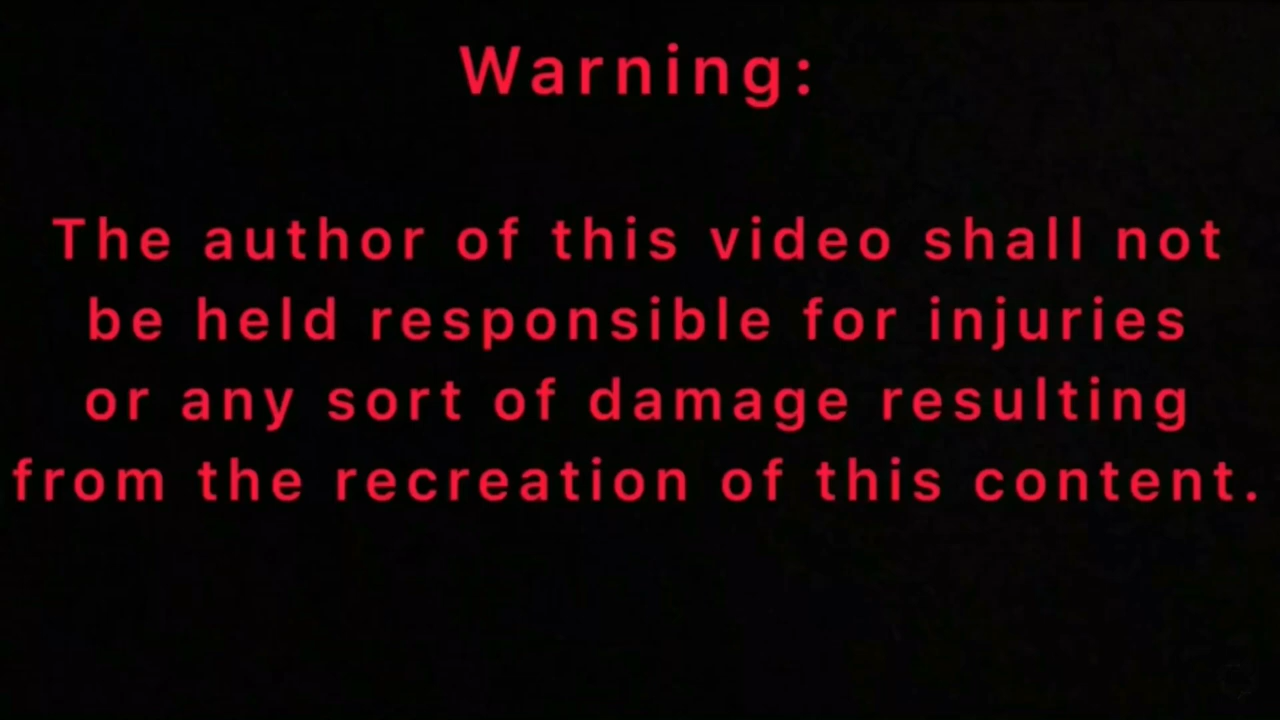 Warning:
The author of this video shall not
be held responsible for injuries
or any sort of damage resulting
from the recreation of this content.